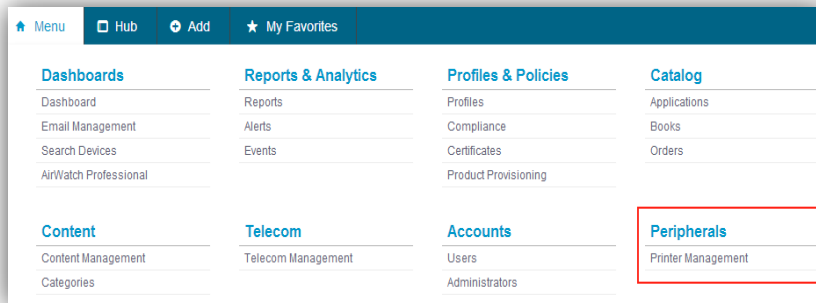 Menu Hub Add My Favorites
Dashboards Reports & Analytics Profiles & Policies Catalog
Dashboard Reports Profiles Applications
Email Management Alerts Compliance Books
Search Devices Events Certificates Orders
AirWatch Professional Product Provisioning
Content Telecom Accounts Peripherals
Content Management Telecom Management Users Printer Management
Categories Administrators